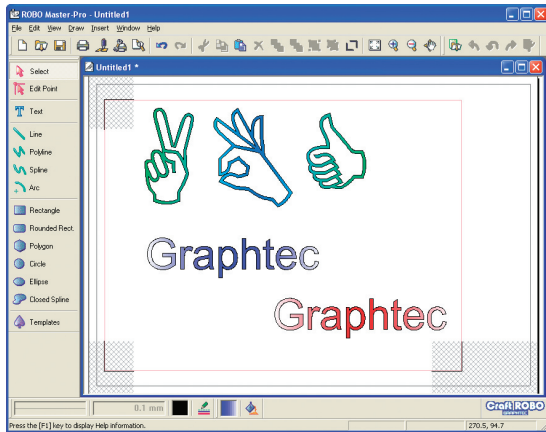 ROBO Master-Pro - Untitled1
File Edit View Draw Insert Window Help
Select
Edit Point
Text
Line
Polyline
Spline
Arc
Rectangle
Rounded Rect.
Polygon
Circle
Ellipse
Closed Spline
Templates
Untitled1 *
Graphtec
Graphtec
0.1 mm
Craft ROBO
Press the [F1] key to display Help information.
270.5, 94.7